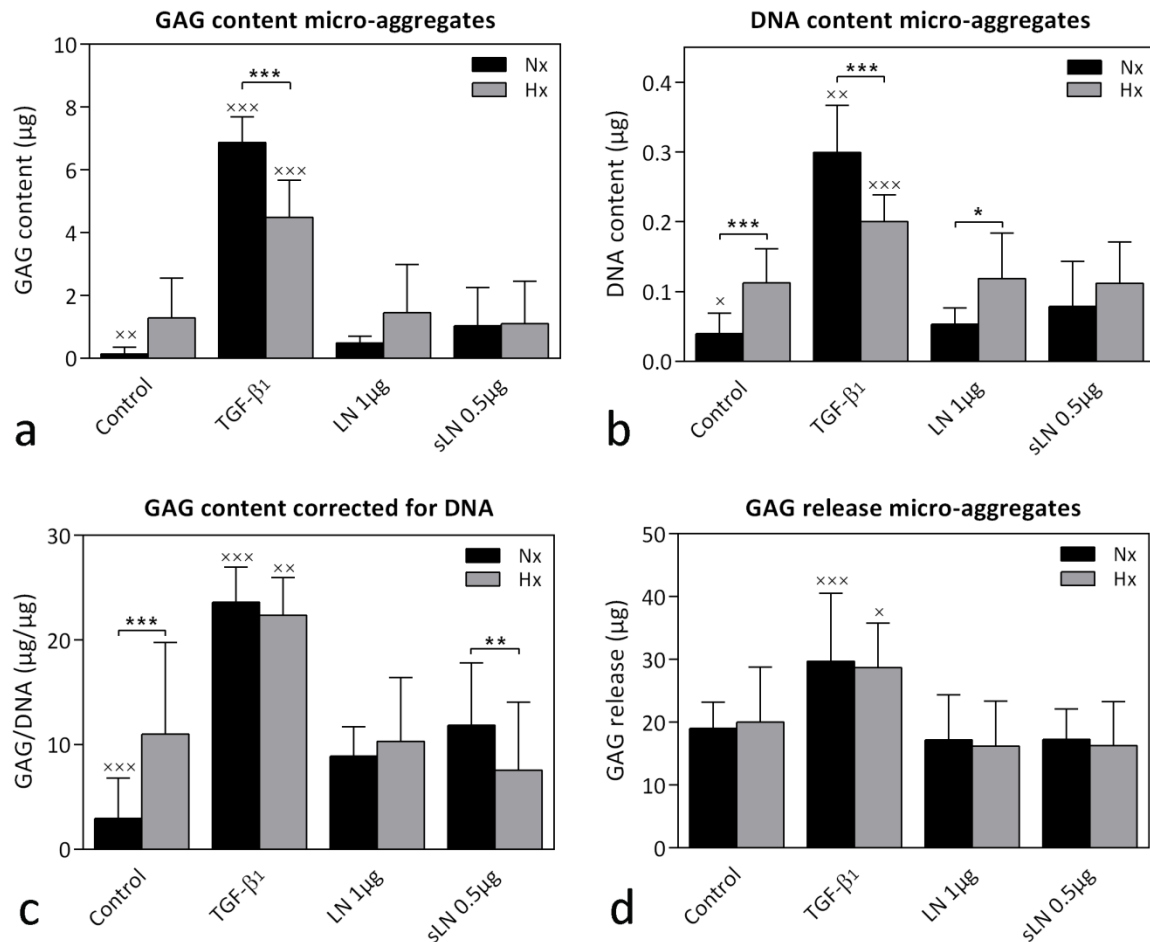 GAG content micro-aggregates
GAG content (µg)
10
8
6
4
2
0
Nx
Hx
××
×××
***
×××
Control
TGF-β1
LN 1µg
sLN 0.5µg
a
DNA content micro-aggregates
DNA content (µg)
0.4
0.3
0.2
0.1
0.0
Nx
Hx
×
***
××
***
×××
*
Control
TGF-β1
LN 1µg
sLN 0.5µg
b
GAG content corrected for DNA
GAG/DNA (µg/µg)
30
20
10
0
Nx
Hx
×××
***
×××
××
**
Control
TGF-β1
LN 1µg
sLN 0.5µg
c
GAG release micro-aggregates
GAG release (µg)
50
40
30
20
10
0
Nx
Hx
×××
×
Control
TGF-β1
LN 1µg
sLN 0.5µg
d